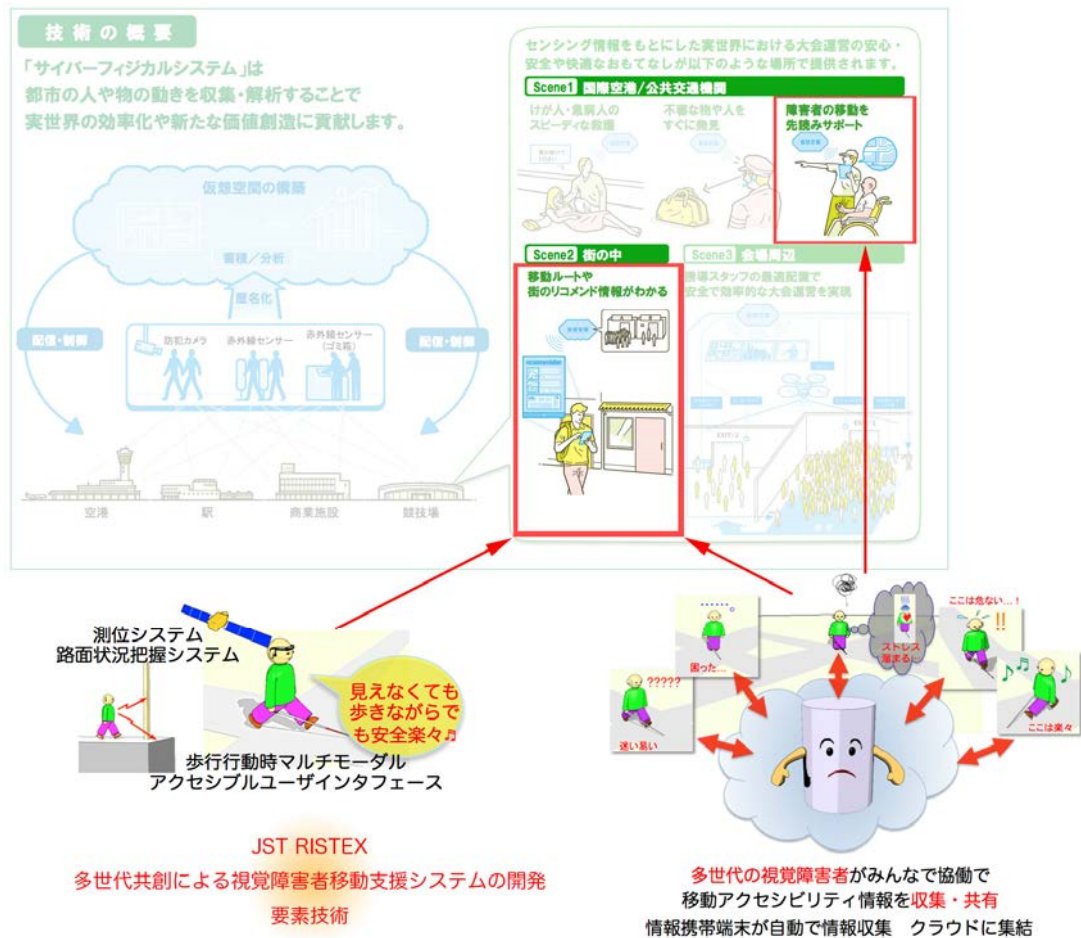 技術の概要
「サイバーフィジカルシステム」は
都市の人や物の動きを収集・解析することで
実世界の効率化や新たな価値創造に貢献します。
仮想空間の構築
蓄積／分析
匿名化
配信・制御
配信・制御
防犯カメラ
赤外線センサー
赤外線センサー
(ゴミ箱)
空港
駅
商業施設
競技場
センシング情報をもとにした実世界における大会運営の安心・
安全や快適なおもてなしが以下のような場所で提供されます。
Scene1 国際空港/公共交通機関
けが人・急病人の
スピーディな救護
不審な物や人を
すぐに発見
障害者の移動を
先読みサポート
Scene2 街の中
移動ルートや
街のリコメンド情報がわかる
Scene3 会場周辺
誘導スタッフの最適配置で
安全で効率的な大会運営を実現
EXIT 2
測位システム
路面状況把握システム
見えなくても
歩きながらで
も安全楽々♫
歩行行動時マルチモーダル
アクセシブルユーザインタフェース
JST RISTEX
多世代共創による視覚障害者移動支援システムの開発
要素技術
?????
迷い易い
困った…
ストレス
溜まる…
ここは危ない…！
!!
ここは楽々
多世代の視覚障害者がみんなで協働で
移動アクセシビリティ情報を収集・共有
情報携帯端末が自動で情報収集　クラウドに集結